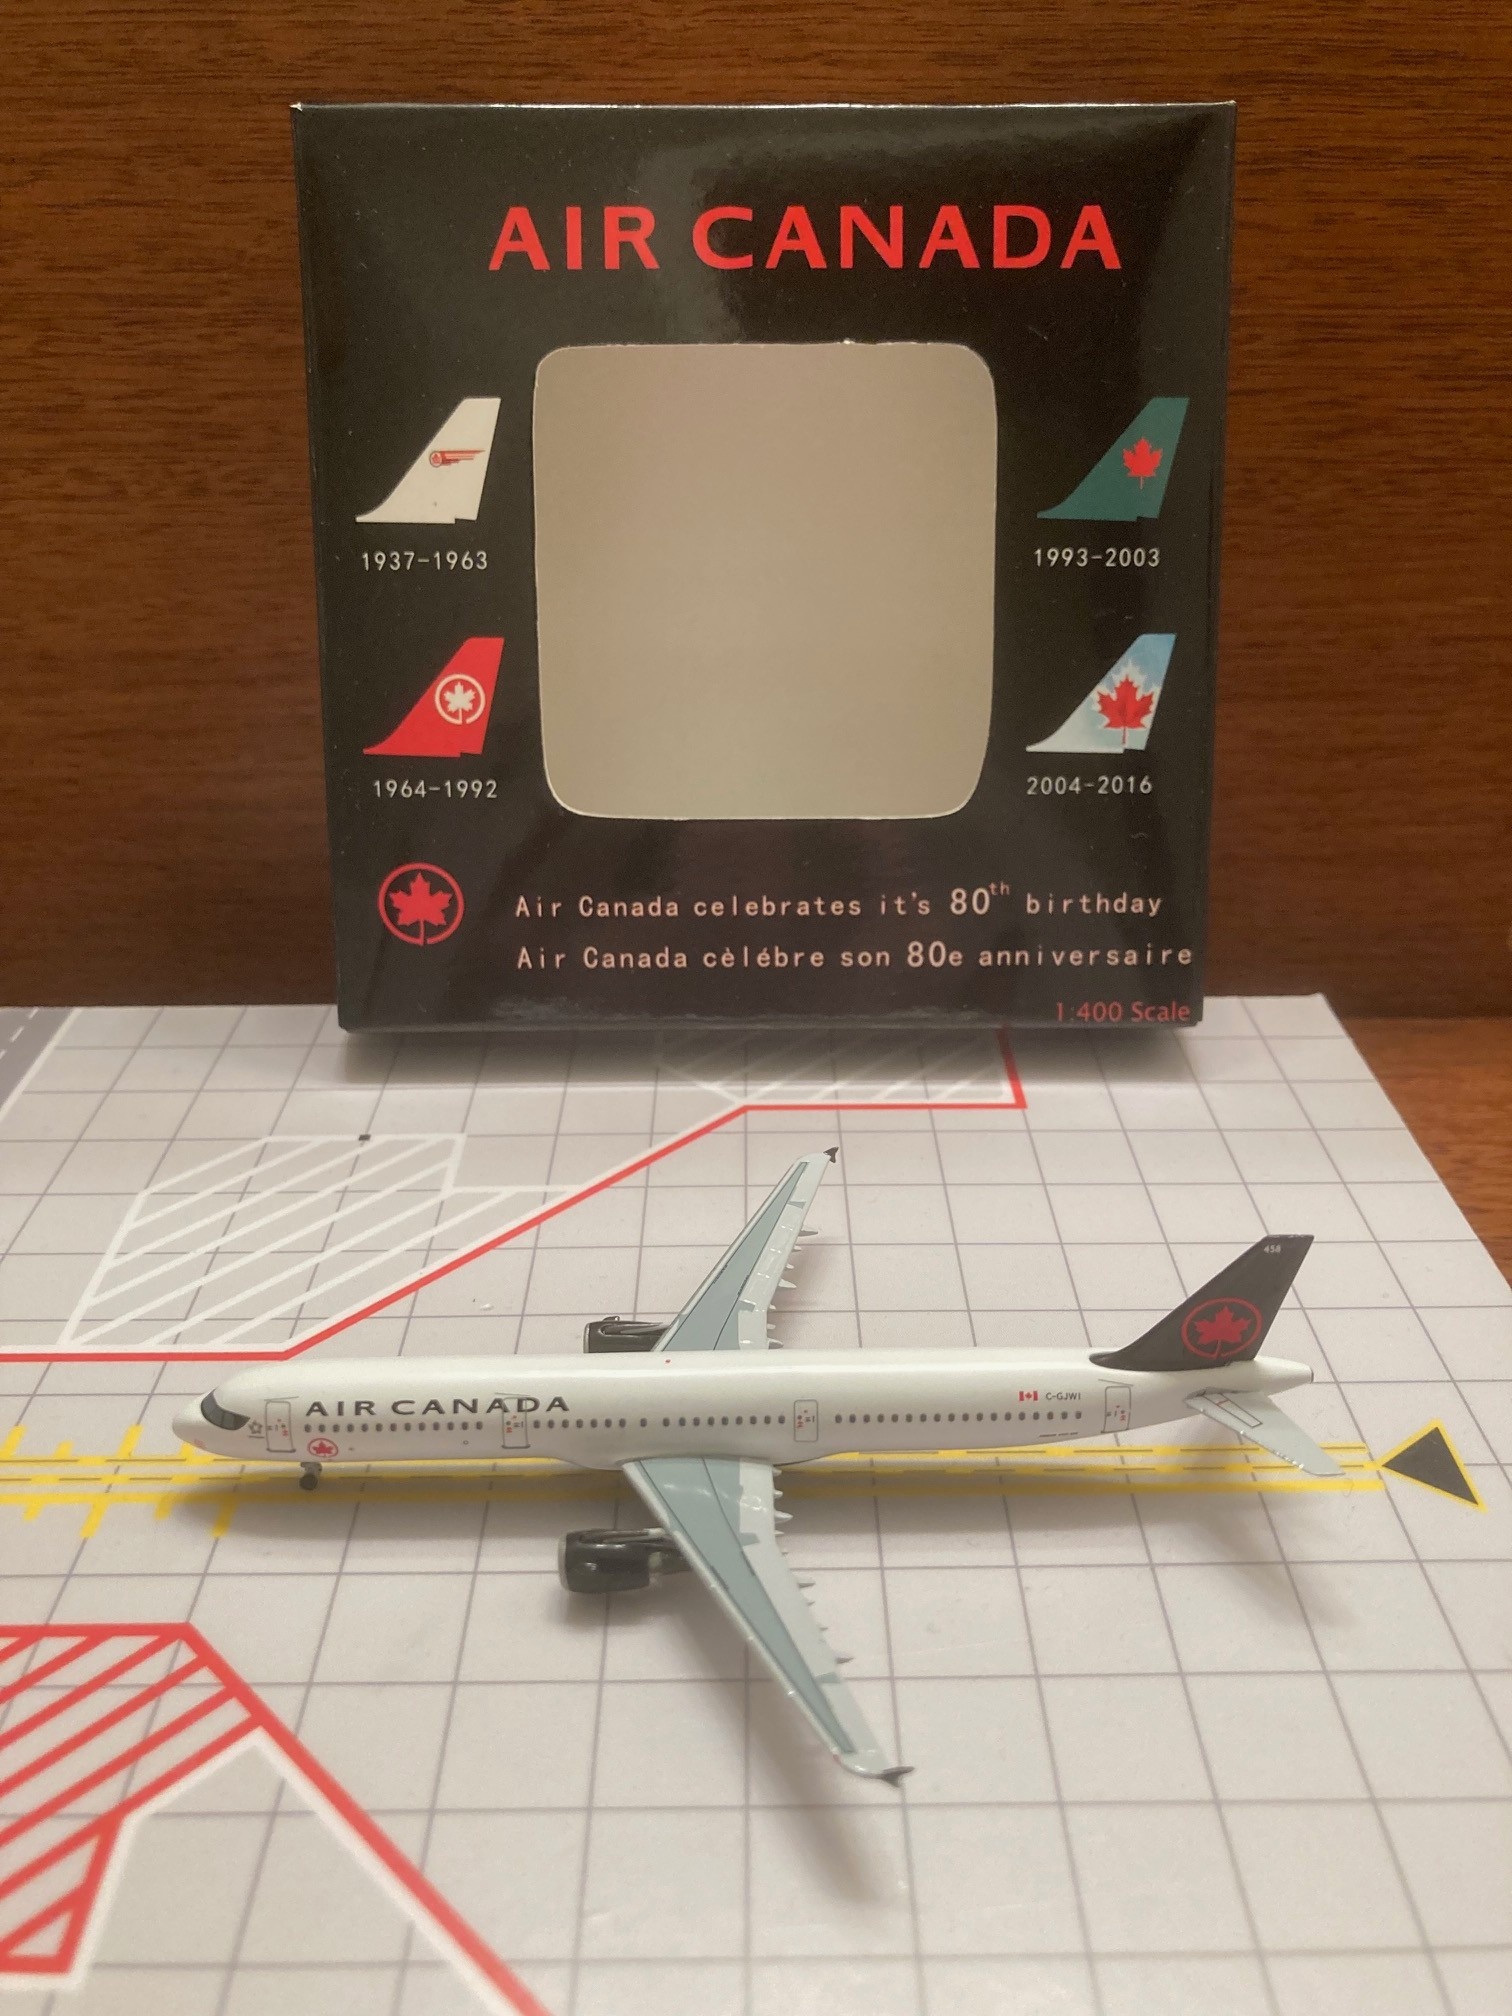 AIR CANADA
1937-1963
1993-2003
1964-1992
2004-2016
Air Canada celebrates it's 80th birthday
Air Canada cèlébre son 80e anniversaire
1:400 Scale
458
AIR CANADA
C-GJWI